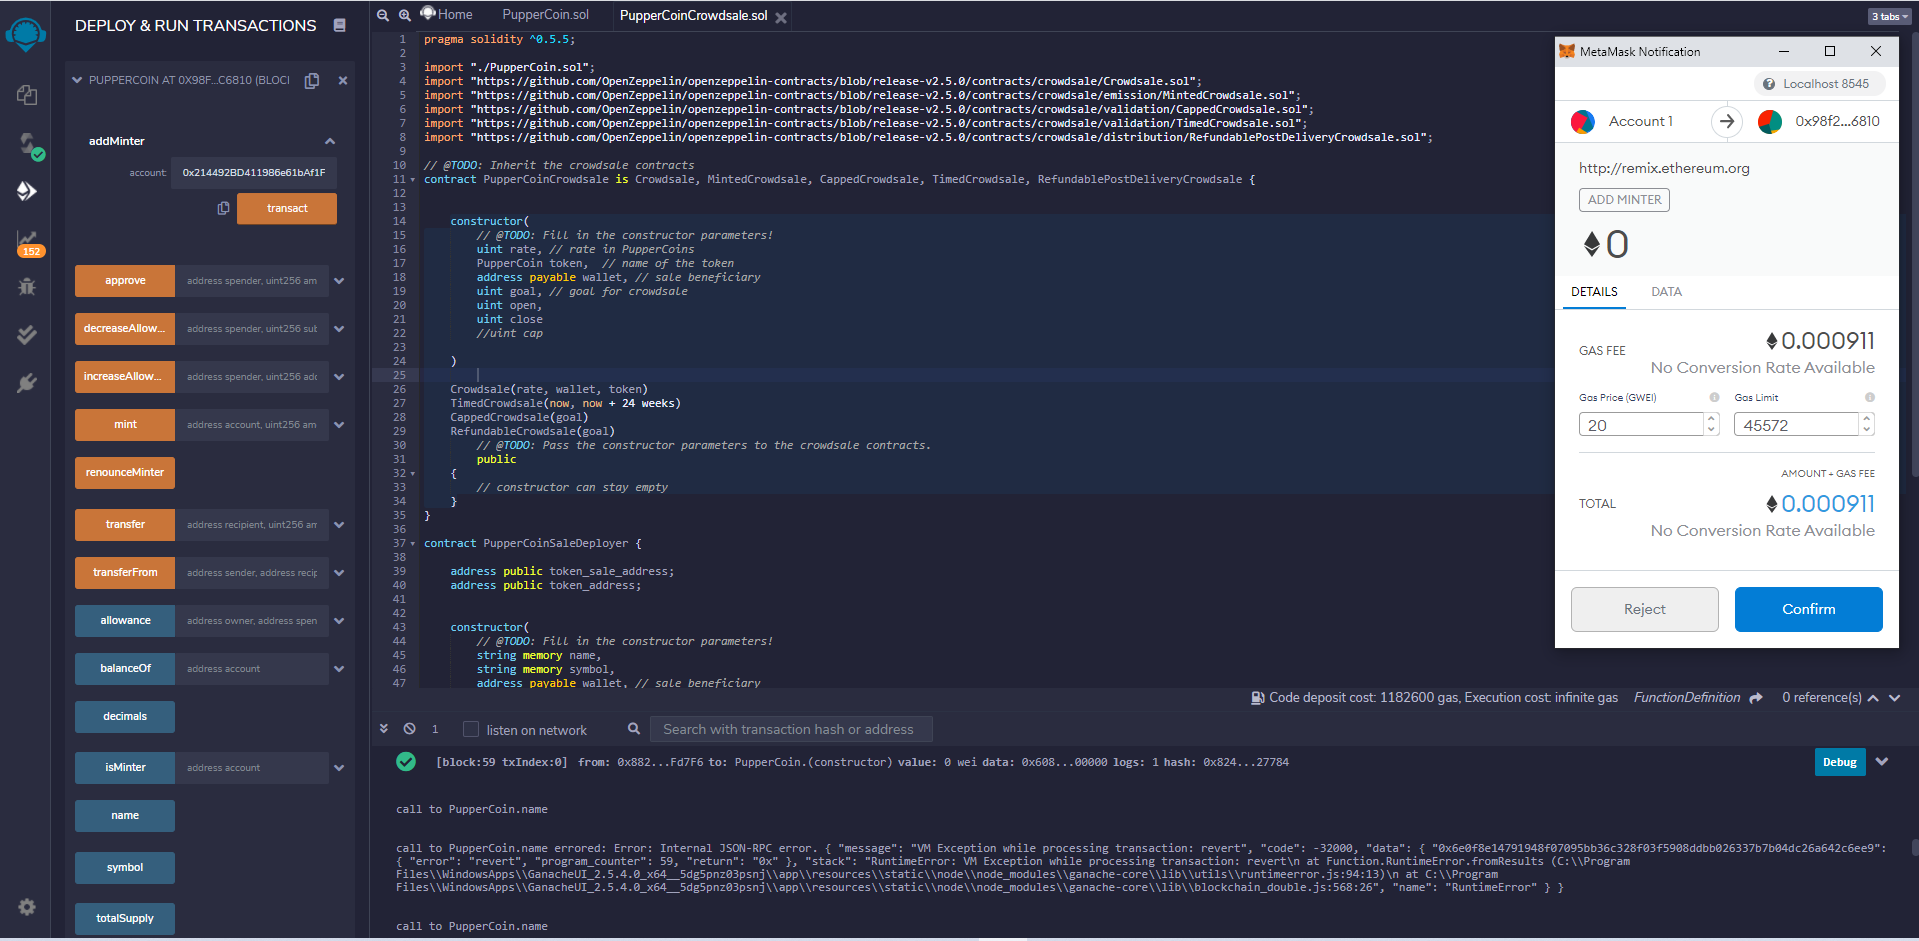 DEPLOY & RUN TRANSACTIONS
PUPPERCOIN AT 0X98F...C6810 (BLOCI
addMinter
account:
0x214492BD411986e61bAf1F
transact
152
approve
address spender, uint256 am
decreaseAllow...
address spender, uint256 sub
increaseAllow...
address spender, uint256 add
mint
address account, uint256 am
renounceMinter
transfer
address recipient, uint256 am
transferFrom
address sender, address recip
allowance
address owner, address spen
balanceOf
address account
decimals
isMinter
address account
name
symbol
totalSupply
Home
PupperCoin.sol
PupperCoinCrowdsale.sol
3 tabs
1 pragma solidity ^0.5.5;
2
3 import "./PupperCoin.sol";
4 import "https://github.com/OpenZeppelin/openzeppelin-contracts/blob/release-v2.5.0/contracts/crowdsale/Crowdsale.sol";
5 import "https://github.com/OpenZeppelin/openzeppelin-contracts/blob/release-v2.5.0/contracts/crowdsale/emission/MintedCrowdsale.sol";
6 import "https://github.com/OpenZeppelin/openzeppelin-contracts/blob/release-v2.5.0/contracts/crowdsale/validation/CappedCrowdsale.sol";
7 import "https://github.com/OpenZeppelin/openzeppelin-contracts/blob/release-v2.5.0/contracts/crowdsale/validation/TimedCrowdsale.sol";
8 import "https://github.com/OpenZeppelin/openzeppelin-contracts/blob/release-v2.5.0/contracts/crowdsale/distribution/RefundablePostDeliveryCrowdsale.sol";
9
10 // @TODO: Inherit the crowdsale contracts
11 contract PupperCoinCrowdsale is Crowdsale, MintedCrowdsale, CappedCrowdsale, TimedCrowdsale, RefundablePostDeliveryCrowdsale {
12
13
14 constructor(
15 // @TODO: Fill in the constructor parameters!
16 uint rate, // rate in PupperCoins
17 PupperCoin token, // name of the token
18 address payable wallet, // sale beneficiary
19 uint goal, // goal for crowdsale
20 uint open,
21 uint close
22 //uint cap
23
24 )
25
26 Crowdsale(rate, wallet, token)
27 TimedCrowdsale(now, now + 24 weeks)
28 CappedCrowdsale(goal)
29 RefundableCrowdsale(goal)
30 // @TODO: Pass the constructor parameters to the crowdsale contracts.
31 public
32 {
33 // constructor can stay empty
34 }
35 }
36
37 contract PupperCoinSaleDeployer {
38
39 address public token_sale_address;
40 address public token_address;
41
42
43 constructor(
44 // @TODO: Fill in the constructor parameters!
45 string memory name,
46 string memory symbol,
47 address payable wallet, // sale beneficiary
Code deposit cost: 1182600 gas, Execution cost: infinite gas FunctionDefinition 0 reference(s)
1
listen on network
Search with transaction hash or address
[block:59 txIndex:0] from: 0x882...Fd7F6 to: PupperCoin.(constructor) value: 0 wei data: 0x608...00000 logs: 1 hash: 0x824...27784
Debug
call to PupperCoin.name
call to PupperCoin.name errored: Error: Internal JSON-RPC error. { "message": "VM Exception while processing transaction: revert", "code": -32000, "data": { "0x6e0f8e14791948f07095bb36c328f03f5908ddbb026337b7b04dc26a642c6ee9":
{ "error": "revert", "program_counter": 59, "return": "0x" }, "stack": "RuntimeError: VM Exception while processing transaction: revert\n at Function.RuntimeError.fromResults (C:\\Program
Files\\WindowsApps\\GanacheUI_2.5.4.0_x64__5dg5pnz03psnj\\app\\resources\\static\\node\\node_modules\\ganache-core\\lib\\utils\\runtimeerror.js:94:13)\n at C:\\Program
Files\\WindowsApps\\GanacheUI_2.5.4.0_x64__5dg5pnz03psnj\\app\\resources\\static\\node\\node_modules\\ganache-core\\lib\\blockchain_double.js:568:26", "name": "RuntimeError" } }
call to PupperCoin.name
MetaMask Notification
Localhost 8545
Account 1
0x98f2...6810
http://remix.ethereum.org
ADD MINTER
0
DETAILS
DATA
GAS FEE
0.000911
No Conversion Rate Available
Gas Price (GWEI)
Gas Limit
20
45572
AMOUNT + GAS FEE
TOTAL
0.000911
No Conversion Rate Available
Reject
Confirm